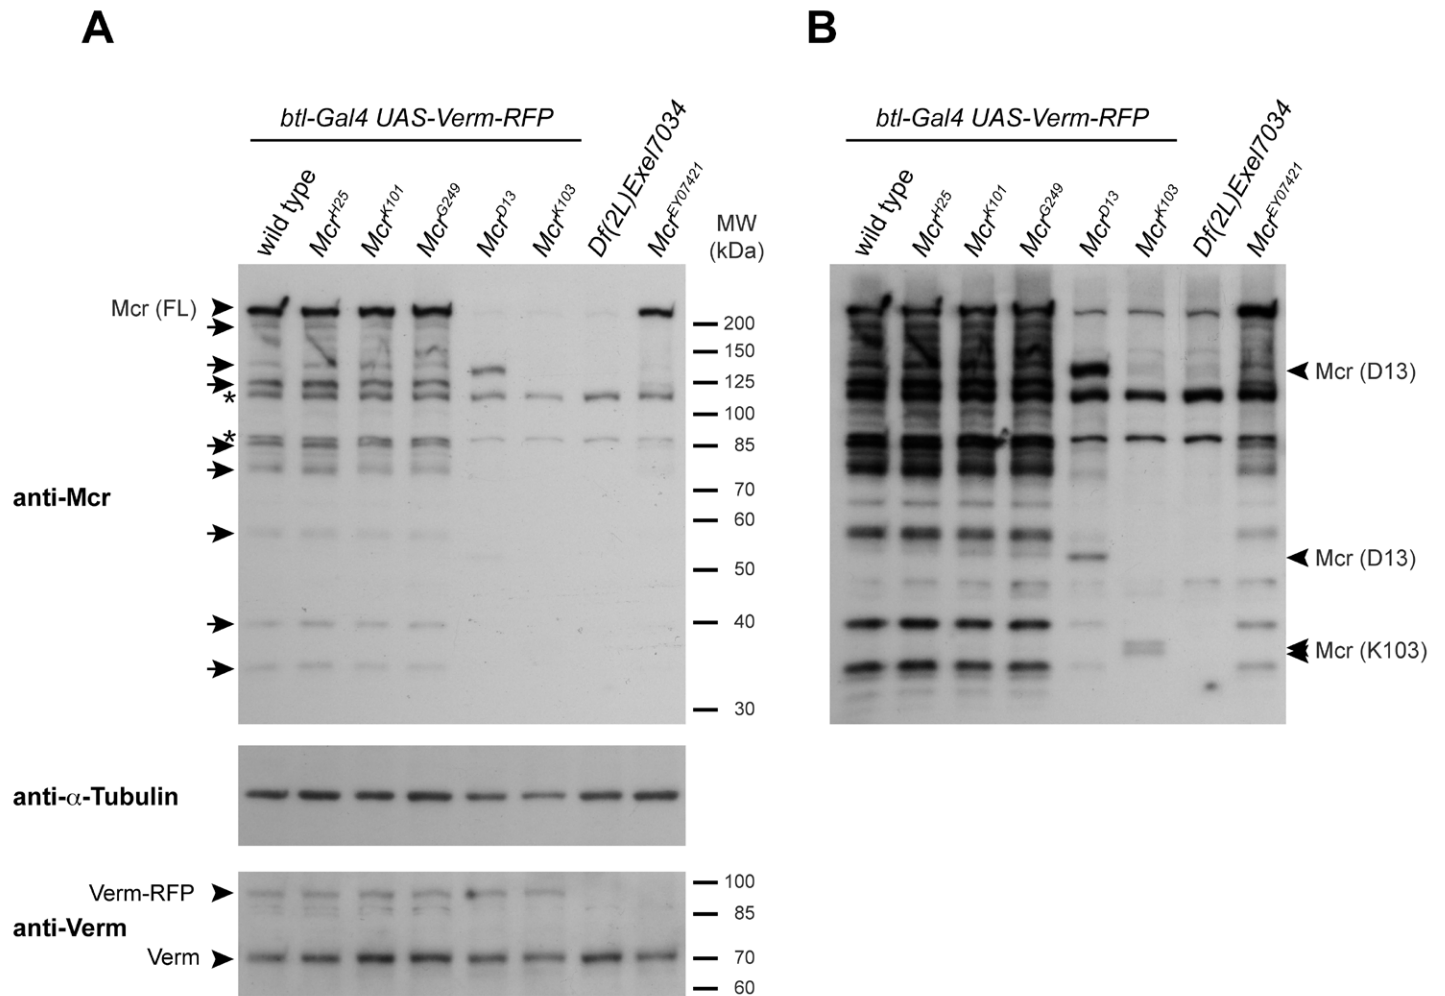 A
btl-Gal4 UAS-Verm-RFP
wild type
McrH25
McrK101
McrG249
McrD13
McrK103
Df(2L)Exel7034
McrEY07421
MW
(kDa)
Mcr (FL)
200
150
125
*
100
*
85
70
anti-Mcr
60
50
40
30
anti-α-Tubulin
Verm-RFP
100
85
anti-Verm
Verm
70
60
B
btl-Gal4 UAS-Verm-RFP
wild type
McrH25
McrK101
McrG249
McrD13
McrK103
Df(2L)Exel7034
McrEY07421
Mcr (D13)
Mcr (D13)
Mcr (K103)